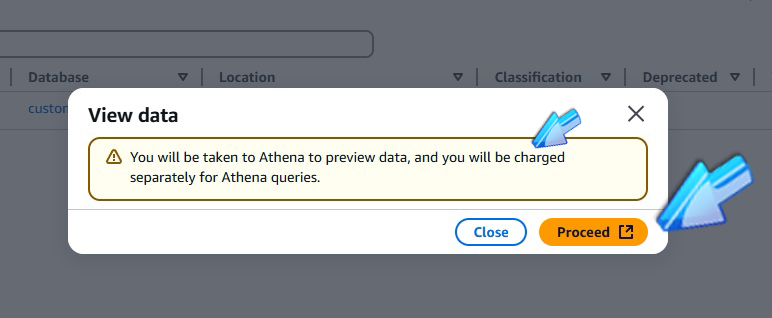 Database
Location
Classification
Deprecated
custom
View data
You will be taken to Athena to preview data, and you will be charged
separately for Athena queries.
Close
Proceed